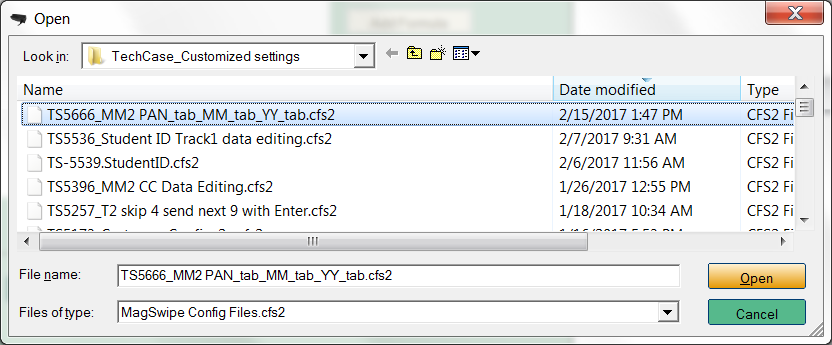 Open
Look in: TechCase_Customized settings
Name Date modified Type
TS5666_MM2 PAN_tab_MM_tab_YY_tab.cfs2 2/15/2017 1:47 PM CFS2 Fi
TS5536_Student ID Track1 data editing.cfs2 2/7/2017 9:31 AM CFS2 Fi
TS-5539.StudentID.cfs2 2/6/2017 11:56 AM CFS2 Fi
TS5396_MM2 CC Data Editing.cfs2 1/26/2017 12:55 PM CFS2 Fi
TS5257_T2 skip 4 send next 9 with Enter.cfs2 1/18/2017 10:34 AM CFS2 Fi
File name: TS5666_MM2 PAN_tab_MM_tab_YY_tab.cfs2 Open
Files of type: MagSwipe Config Files.cfs2 Cancel